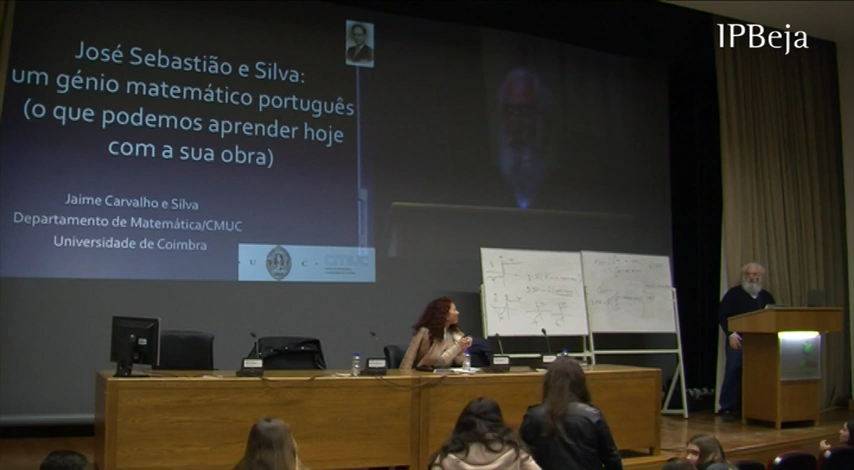 IPBeja
José Sebastião e Silva:
um génio matemático português
(o que podemos aprender hoje
com a sua obra)
Jaime Carvalho e Silva
Departamento de Matemática/CMUC
Universidade de Coimbra
U C
CMUC